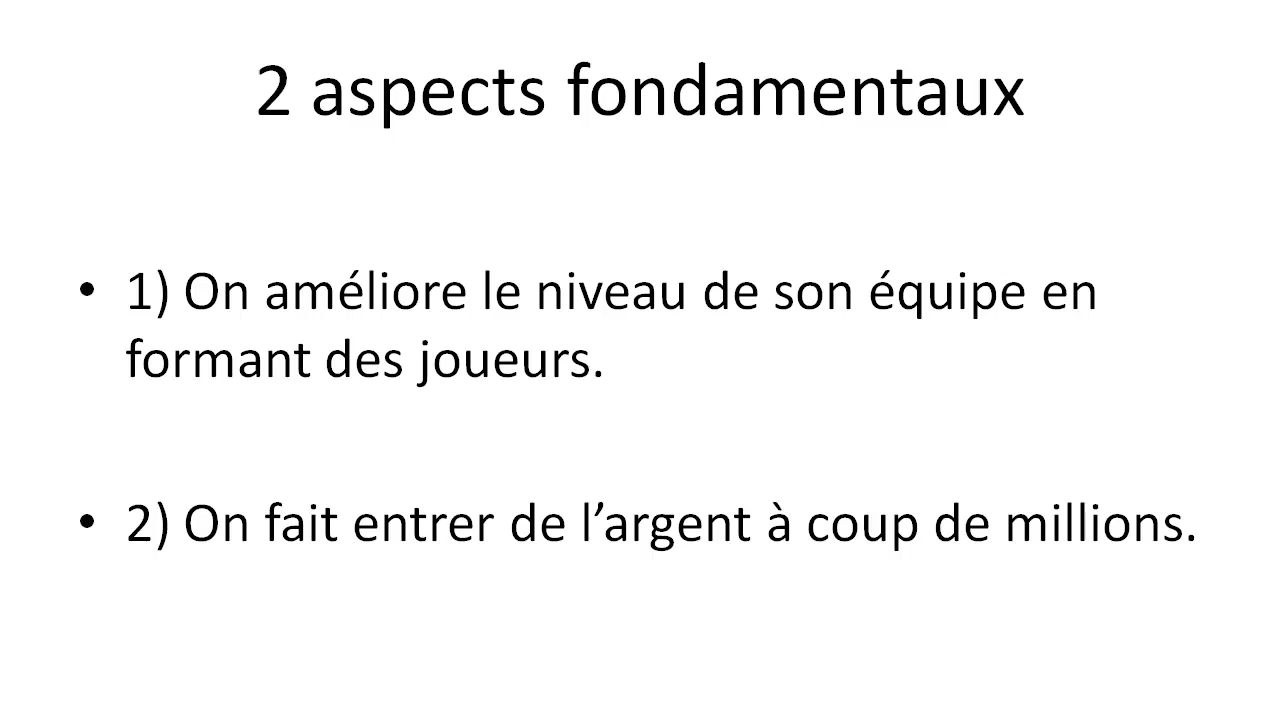 2 aspects fondamentaux
• 1) On améliore le niveau de son équipe en
formant des joueurs.
• 2) On fait entrer de l’argent à coup de millions.